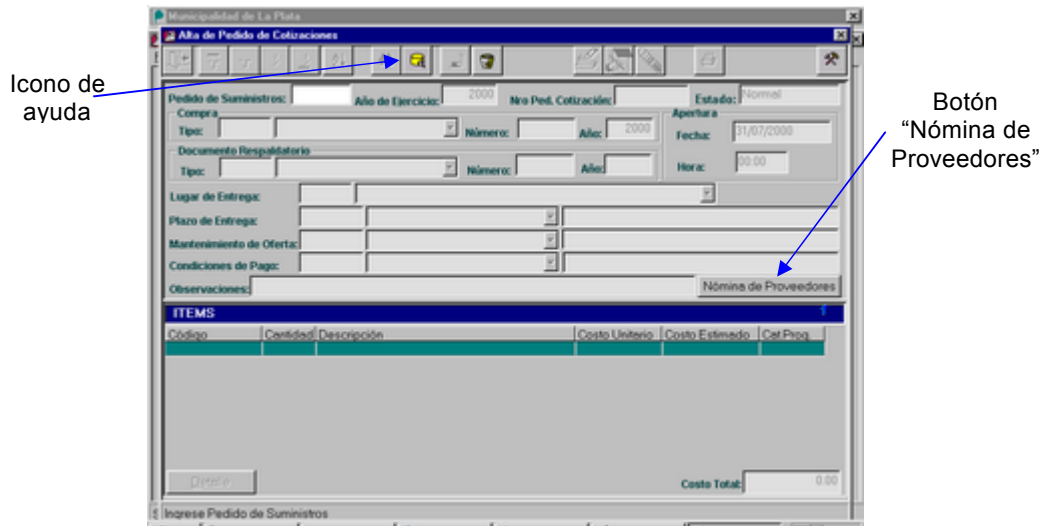 Municipalidad de La Plata
Alta de Pedido de Cotizaciones
Icono de
ayuda
Pedido de Suministros: Año de Ejercicio: 2000 Nro Ped. Cotización: Estado: Normal
Compra
Tipo: Número: Año: 2000
Apertura
Fecha: 31/07/2000
Documento Respaldatorio
Tipo: Número: Año:
Hora: 00:00
Botón
“Nómina de
Proveedores”
Lugar de Entrega:
Plazo de Entrega:
Mantenimiento de Oferta:
Condiciones de Pago:
Observaciones: Nómina de Proveedores
ITEMS
Código Cantidad Descripción Costo Unitario Costo Estimado Cat.Prog.
Detalle Costo Total: 0.00
Ingrese Pedido de Suministros